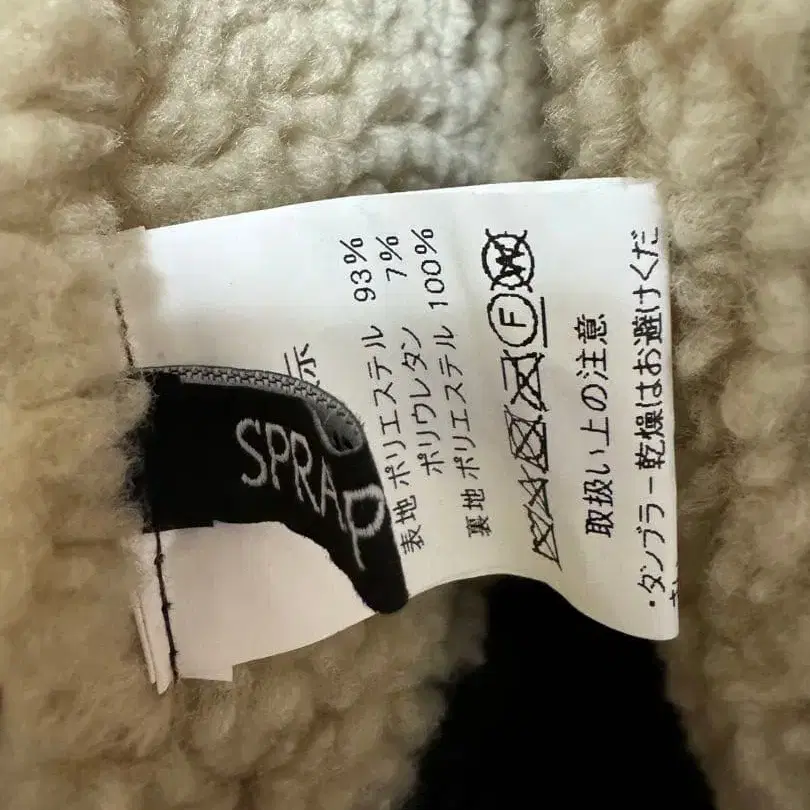 示
表地 ポリエステル 93%
ポリウレタン 7%
裏地 ポリエステル 100%
F W
取扱い上の注意
・タンブラー乾燥はお避けくだ
SPRAP